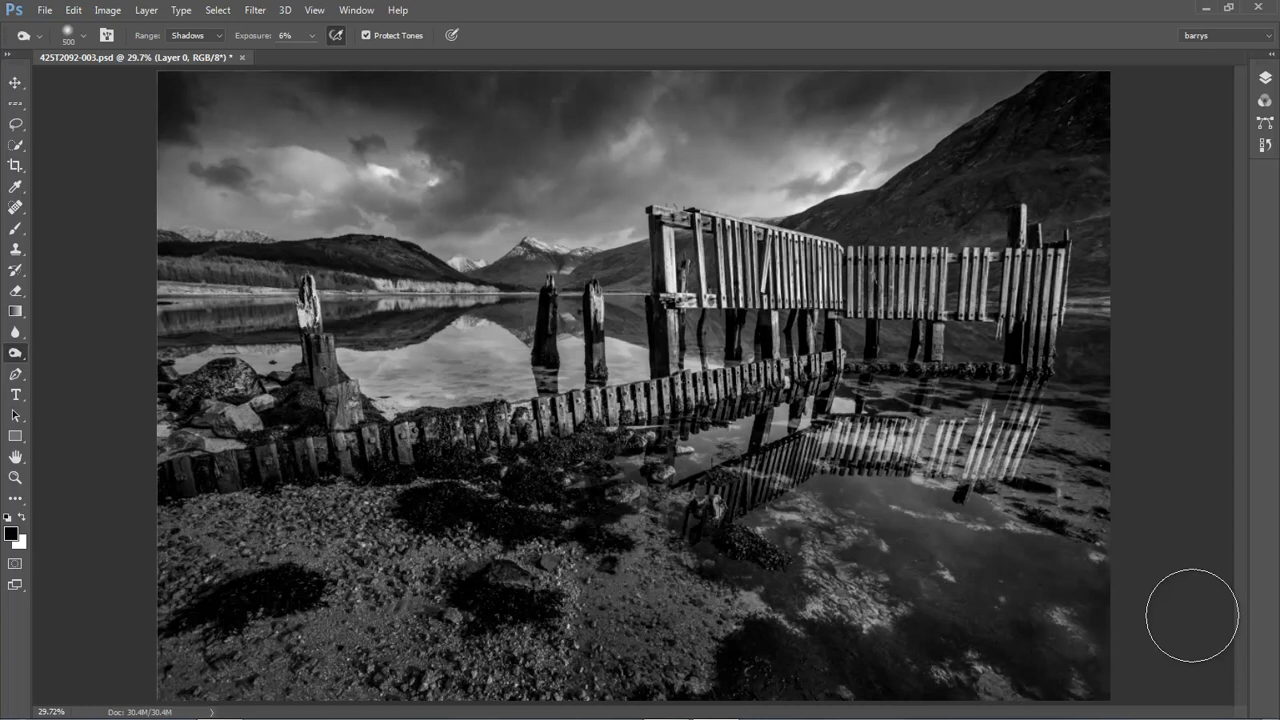 Ps File Edit Image Layer Type Select Filter 3D View Window Help
500 Range: Shadows Exposure: 6% Protect Tones barrys
425T2092-003.psd @ 29.7% (Layer 0, RGB/8*) *
T
29.72% Doc: 30.4M/30.4M